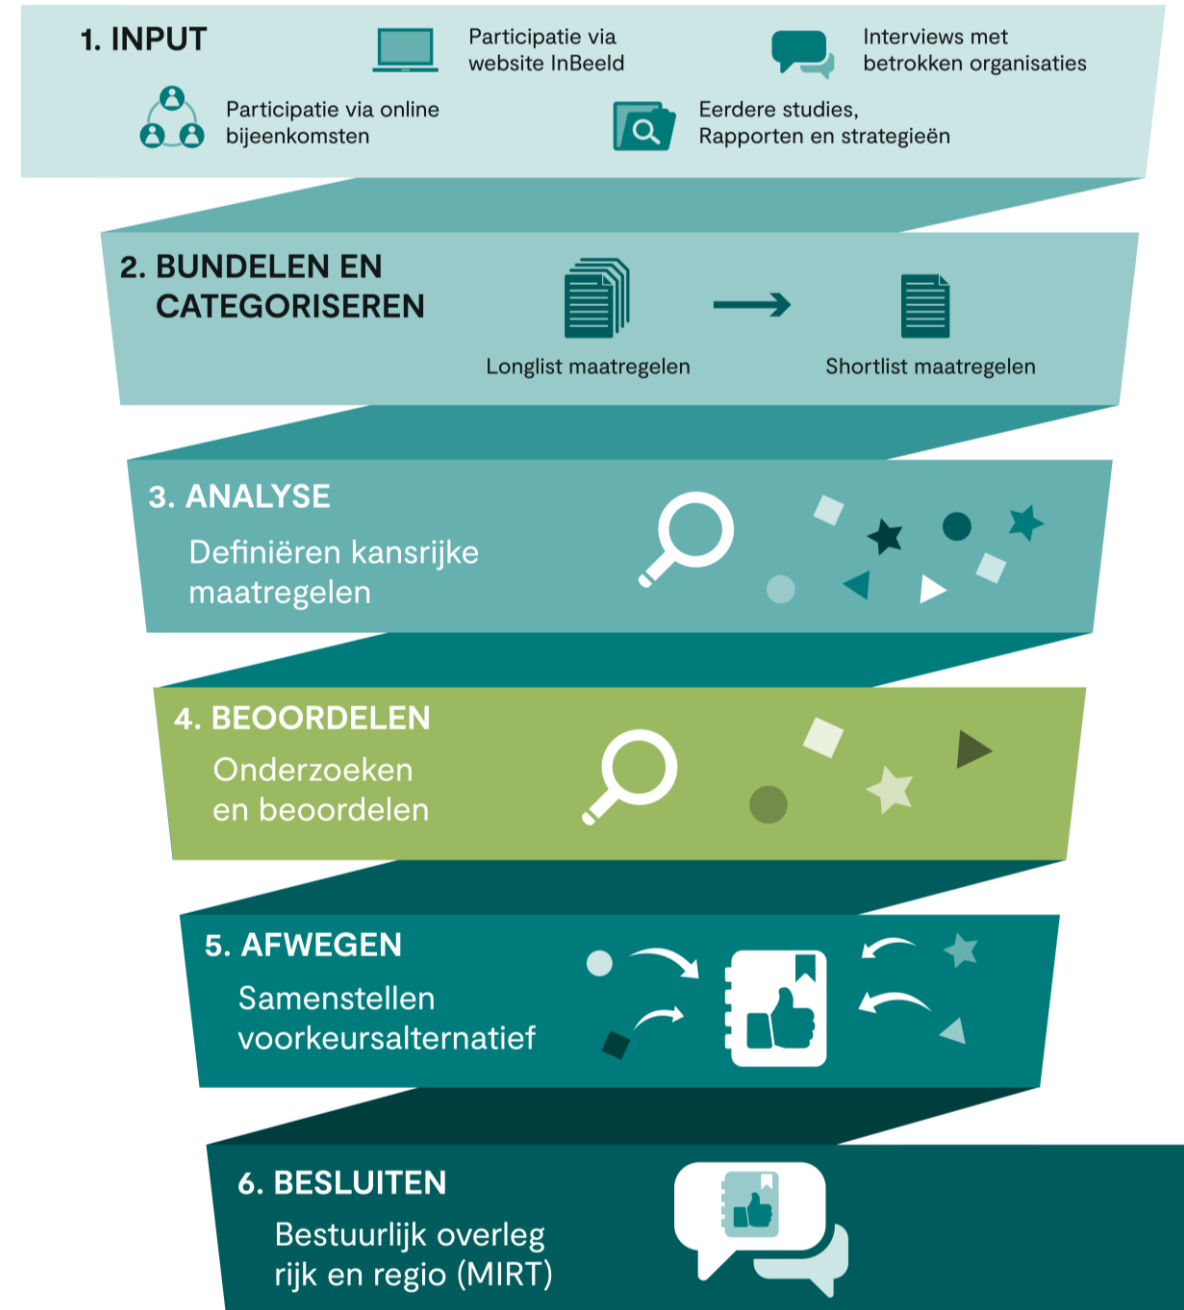 1. INPUT
Participatie via
website InBeeld
Interviews met
betrokken organisaties
Participatie via online
bijeenkomsten
Eerdere studies,
Rapporten en strategieën
2. BUNDELEN EN
CATEGORISEREN
Longlist maatregelen
Shortlist maatregelen
3. ANALYSE
Definiëren kansrijke
maatregelen
4. BEOORDELEN
Onderzoeken
en beoordelen
5. AFWEGEN
Samenstellen
voorkeursalternatief
6. BESLUITEN
Bestuurlijk overleg
rijk en regio (MIRT)